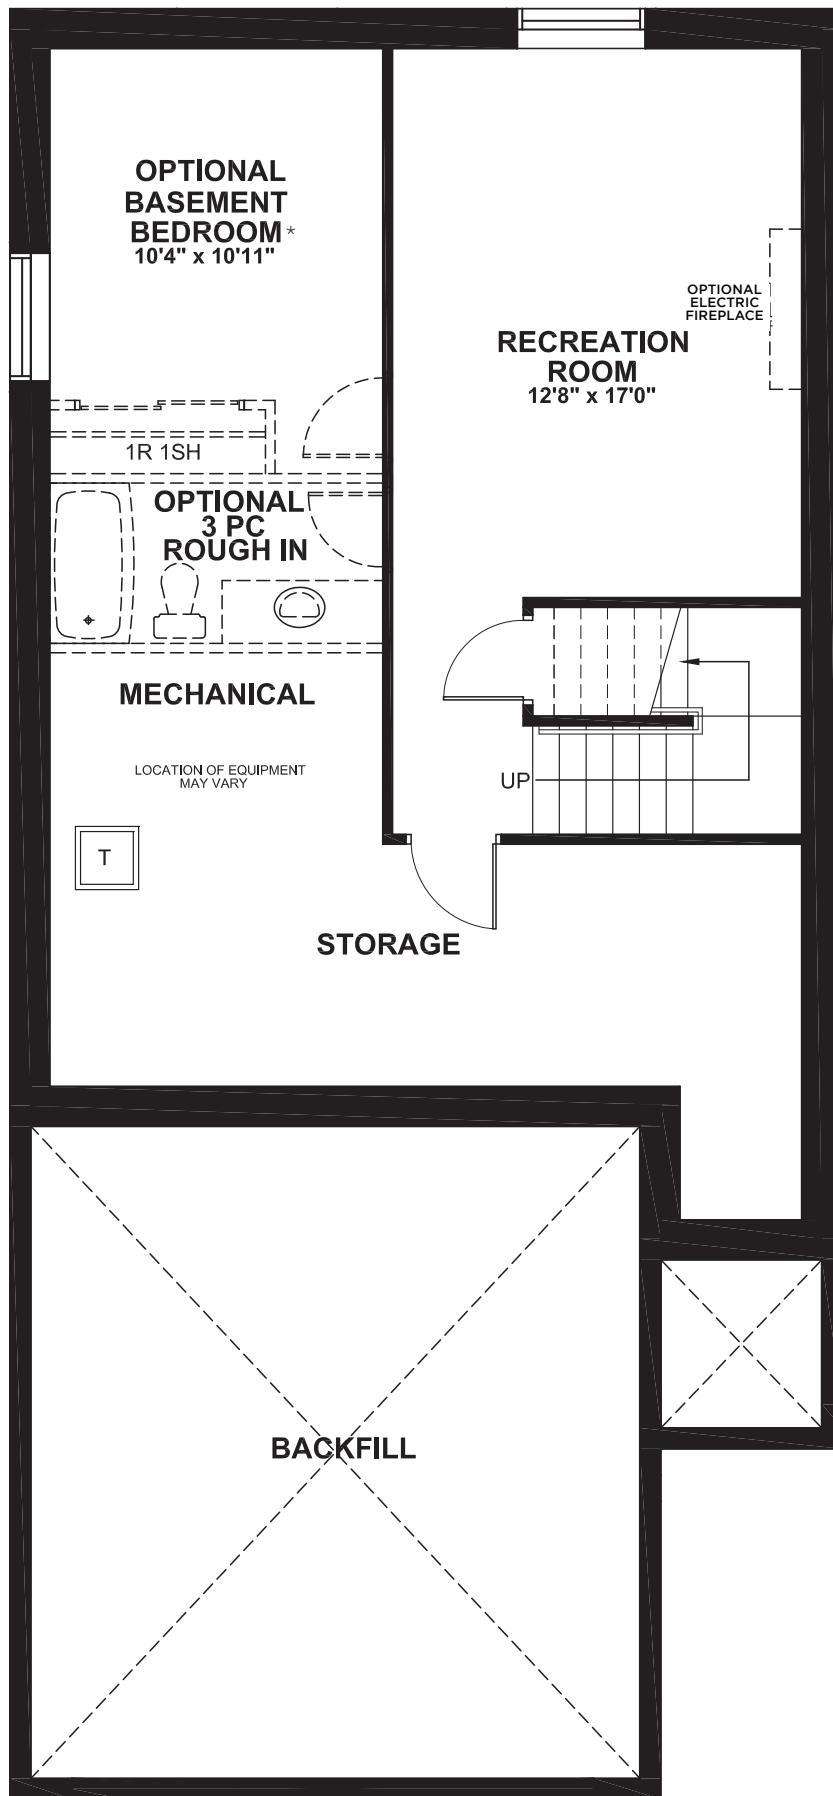 OPTIONAL
BASEMENT
BEDROOM*
10'4" x 10'11"
OPTIONAL
ELECTRIC
FIREPLACE
RECREATION
ROOM
12'8" x 17'0"
1R 1SH
OPTIONAL
3 PC
ROUGH IN
MECHANICAL
LOCATION OF EQUIPMENT
MAY VARY
UP
T
STORAGE
BACKFILL